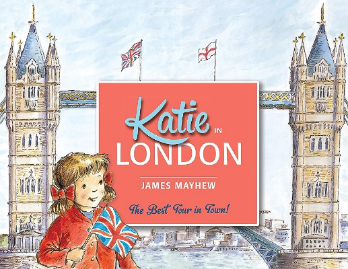 Katie IN
LONDON
JAMES MAYHEW
The Best Tour in Town!